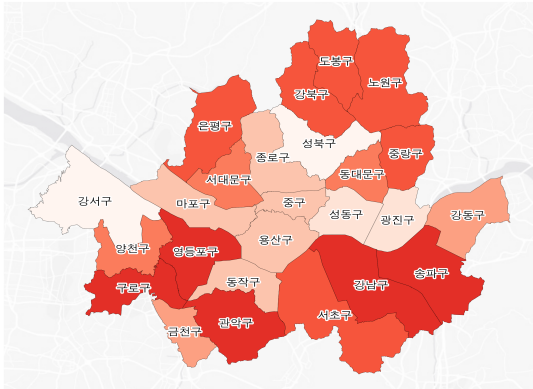 도봉구
노원구
강북구
은평구
성북구
중랑구
종로구
서대문구
동대문구
강서구
마포구
중구
성동구
광진구
강동구
양천구
영등포구
용산구
송파구
구로구
동작구
강남구
서초구
관악구
금천구